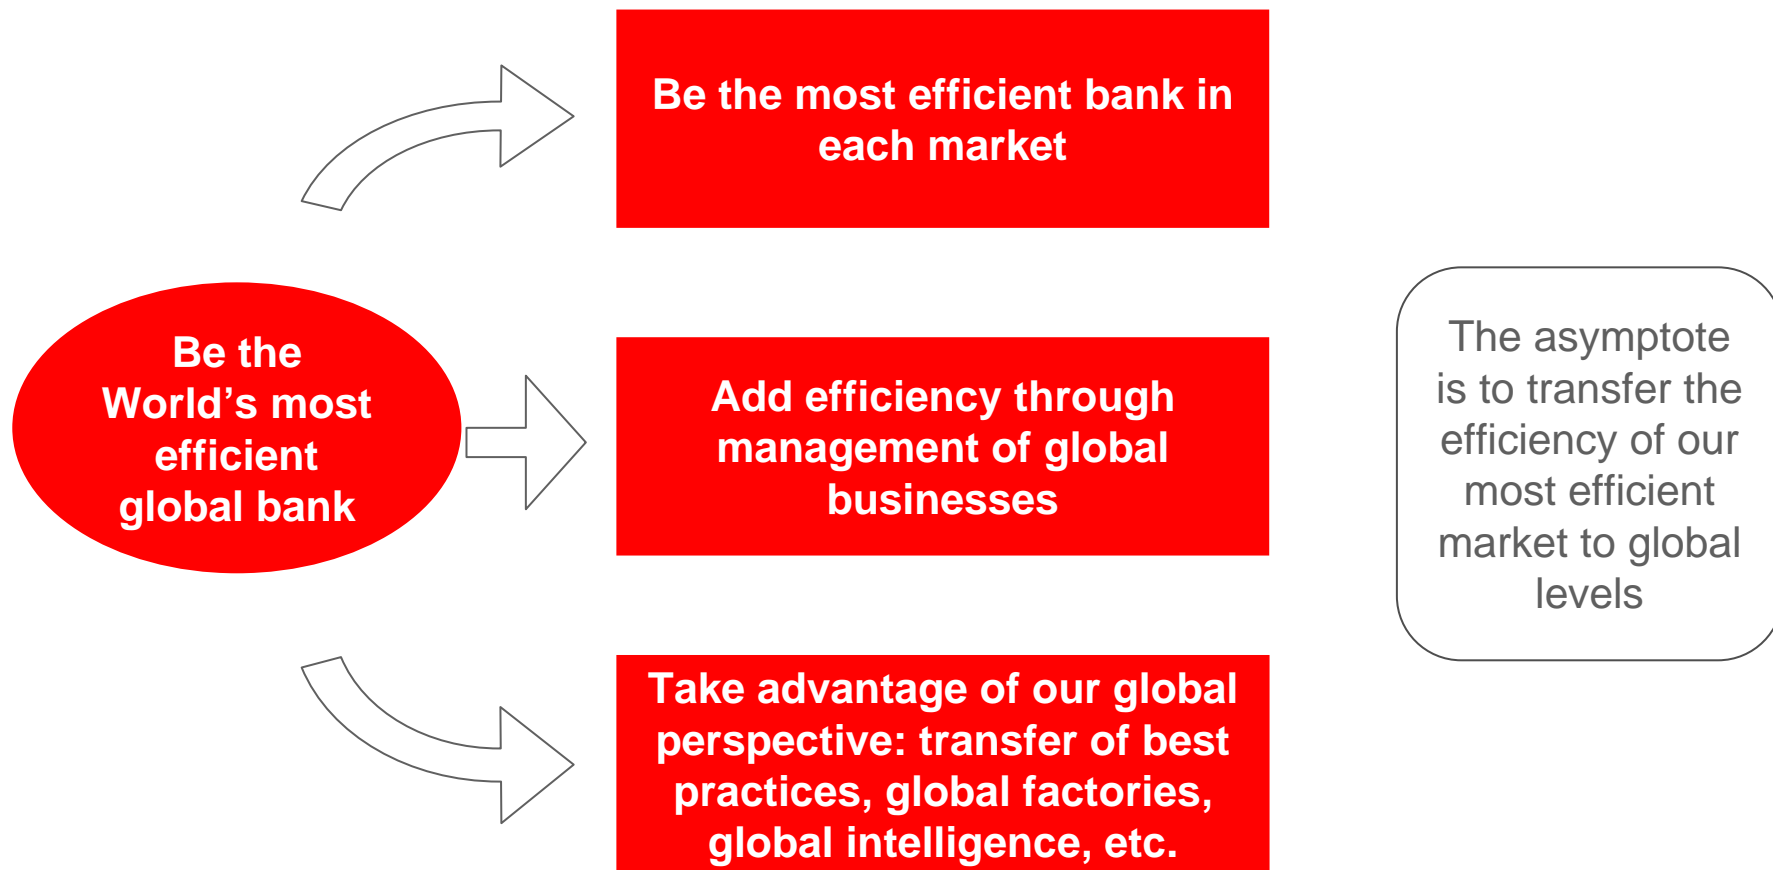 Be the most efficient bank in
each market
Be the
World’s most
efficient
global bank
Add efficiency through
management of global
businesses
Take advantage of our global
perspective: transfer of best
practices, global factories,
global intelligence, etc.
The asymptote
is to transfer the
efficiency of our
most efficient
market to global
levels